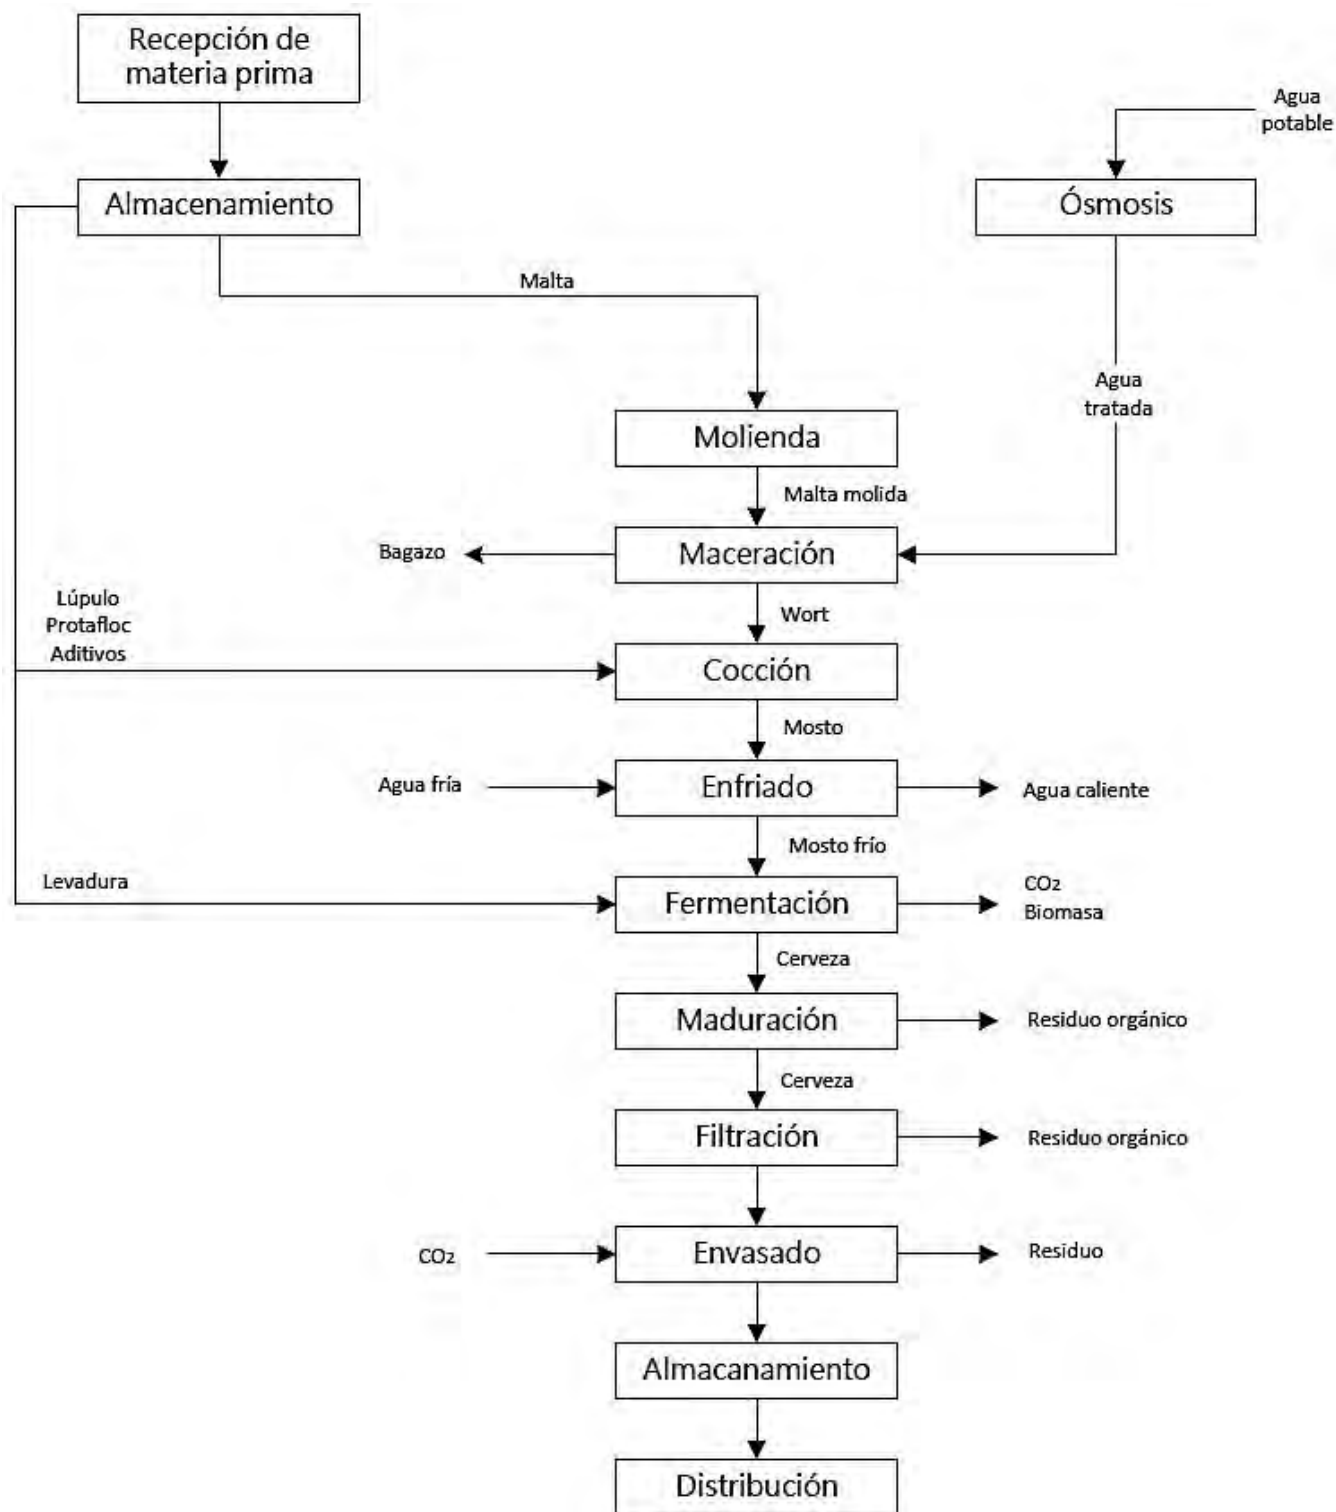 Recepción de
materia prima
Agua
potable
Almacenamiento
Ósmosis
Malta
Agua
tratada
Molienda
Malta molida
Bagazo
Maceración
Lúpulo
Protafloc
Aditivos
Wort
Cocción
Mosto
Agua fría
Enfriado
Agua caliente
Mosto frío
Levadura
Fermentación
CO2
Biomasa
Cerveza
Maduración
Residuo orgánico
Cerveza
Filtración
Residuo orgánico
CO2
Envasado
Residuo
Almacanamiento
Distribución